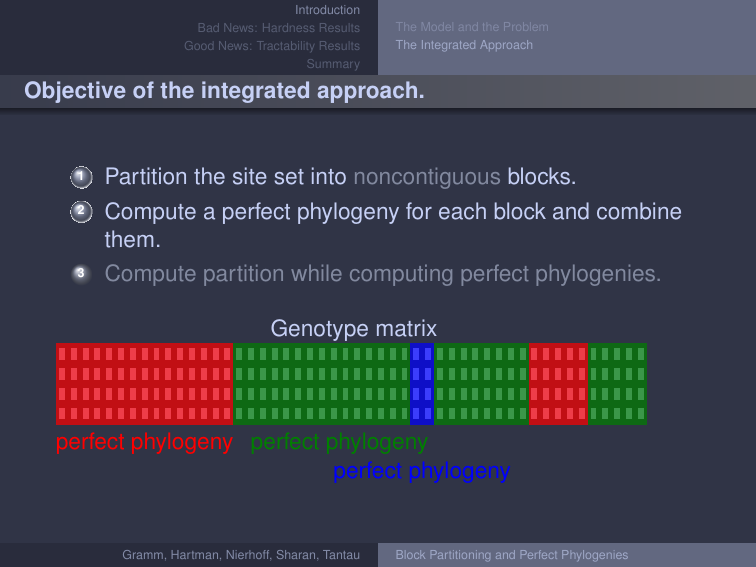 Introduction
Bad News: Hardness Results
Good News: Tractability Results
Summary
The Model and the Problem
The Integrated Approach
Objective of the integrated approach.
1 Partition the site set into noncontiguous blocks.
2 Compute a perfect phylogeny for each block and combine
them.
3 Compute partition while computing perfect phylogenies.
Genotype matrix
perfect phylogeny perfect phylogeny
perfect phylogeny
Gramm, Hartman, Nierhoff, Sharan, Tantau Block Partitioning and Perfect Phylogenies